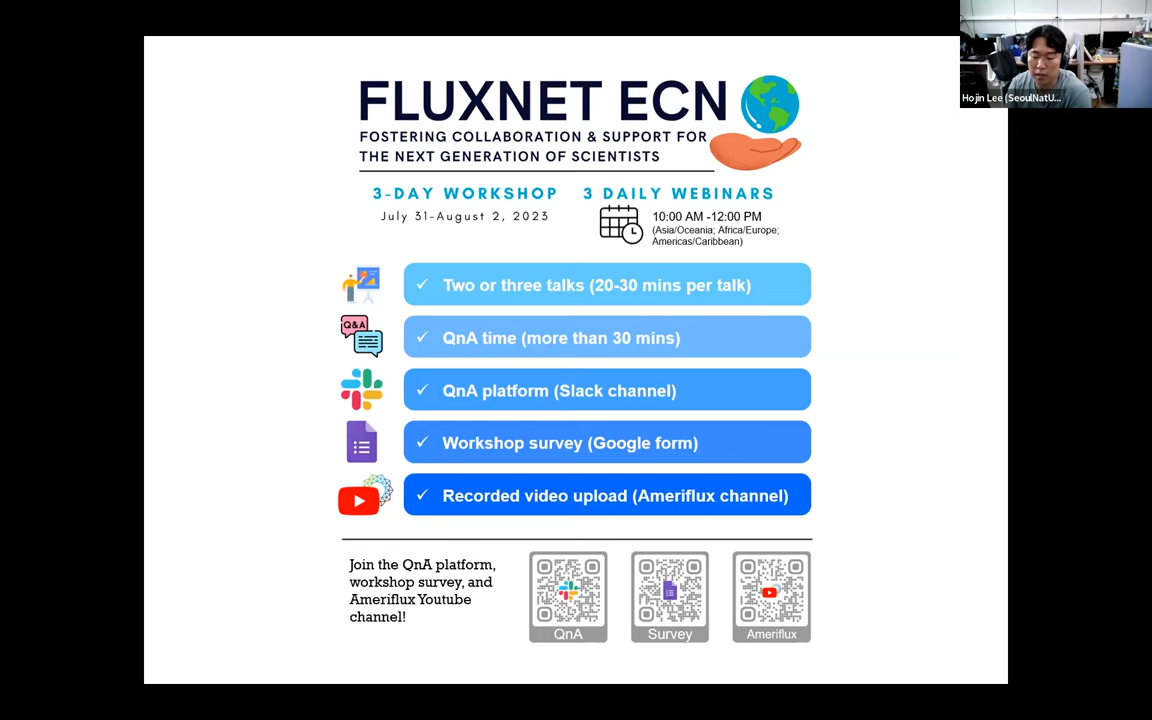 Hojin Lee (SeoulNatU...
FLUXNET ECN
FOSTERING COLLABORATION & SUPPORT FOR
THE NEXT GENERATION OF SCIENTISTS
3-DAY WORKSHOP
July 31-August 2, 2023
3 DAILY WEBINARS
10:00 AM -12:00 PM
(Asia/Oceania; Africa/Europe;
Americas/Caribbean)
✓ Two or three talks (20-30 mins per talk)
Q&A
✓ QnA time (more than 30 mins)
✓ QnA platform (Slack channel)
✓ Workshop survey (Google form)
✓ Recorded video upload (Ameriflux channel)
Join the QnA platform,
workshop survey, and
Ameriflux Youtube
channel!
QnA
Survey
Ameriflux